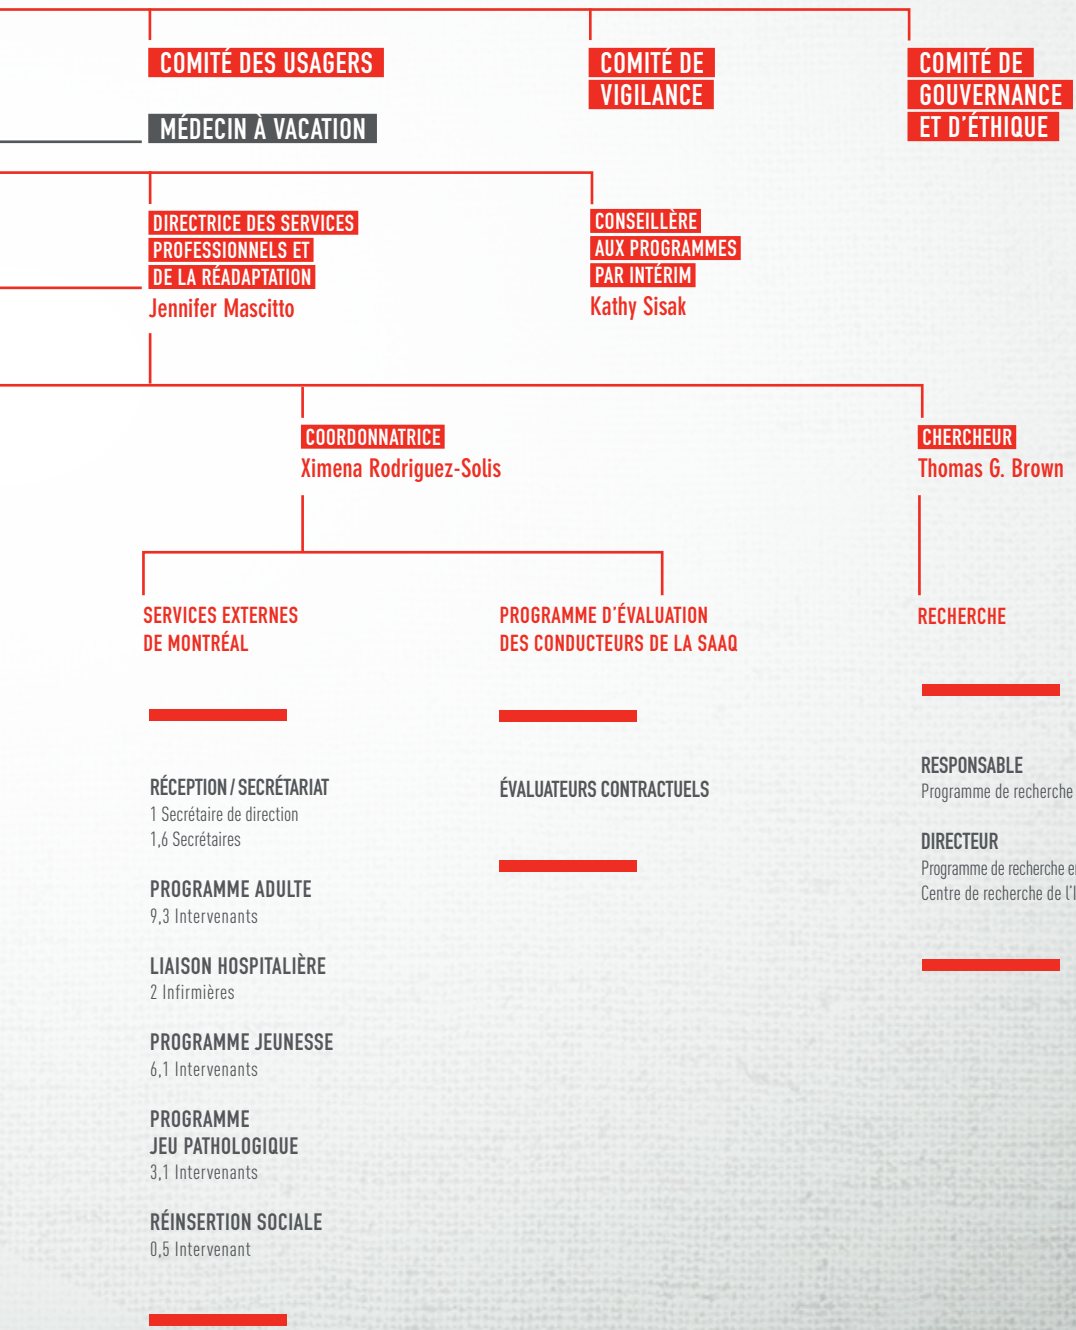 COMITÉ DES USAGERS
COMITÉ DE
VIGILANCE
COMITÉ DE
GOUVERNANCE
ET D'ÉTHIQUE
MÉDECIN À VACATION
DIRECTRICE DES SERVICES
PROFESSIONNELS ET
DE LA RÉADAPTATION
Jennifer Mascitto
CONSEILLÈRE
AUX PROGRAMMES
PAR INTÉRIM
Kathy Sisak
COORDONNATRICE
Ximena Rodriguez-Solis
CHERCHEUR
Thomas G. Brown
SERVICES EXTERNES
DE MONTRÉAL
PROGRAMME D'ÉVALUATION
DES CONDUCTEURS DE LA SAAQ
RECHERCHE
RÉCEPTION / SECRÉTARIAT
1 Secrétaire de direction
1,6 Secrétaires
PROGRAMME ADULTE
9,3 Intervenants
LIAISON HOSPITALIÈRE
2 Infirmières
PROGRAMME JEUNESSE
6,1 Intervenants
PROGRAMME
JEU PATHOLOGIQUE
3,1 Intervenants
RÉINSERTION SOCIALE
0,5 Intervenant
ÉVALUATEURS CONTRACTUELS
RESPONSABLE
Programme de recherche
DIRECTEUR
Programme de recherche
Centre de recherche de